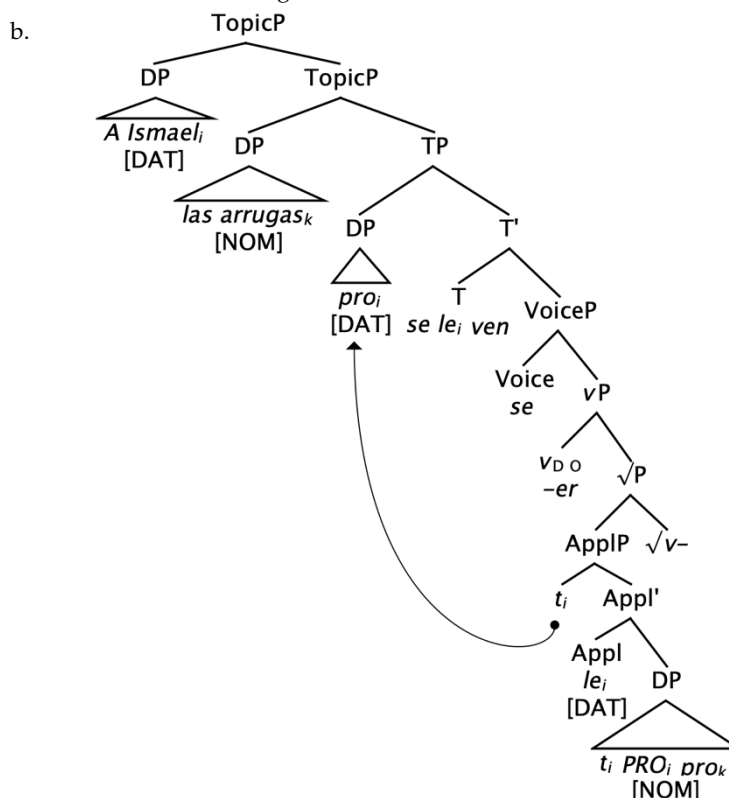 b.
TopicP
DP TopicP
A Ismaelᵢ
[DAT]
DP TP
las arrugasₖ
[NOM]
DP T'
proᵢ
[DAT]
T VoiceP
se leᵢ ven
Voice vP
se
v D O √P
–er
ApplP √v–
tᵢ Appl'
Appl DP
leᵢ
[DAT]
tᵢ PROᵢ proₖ
[NOM]